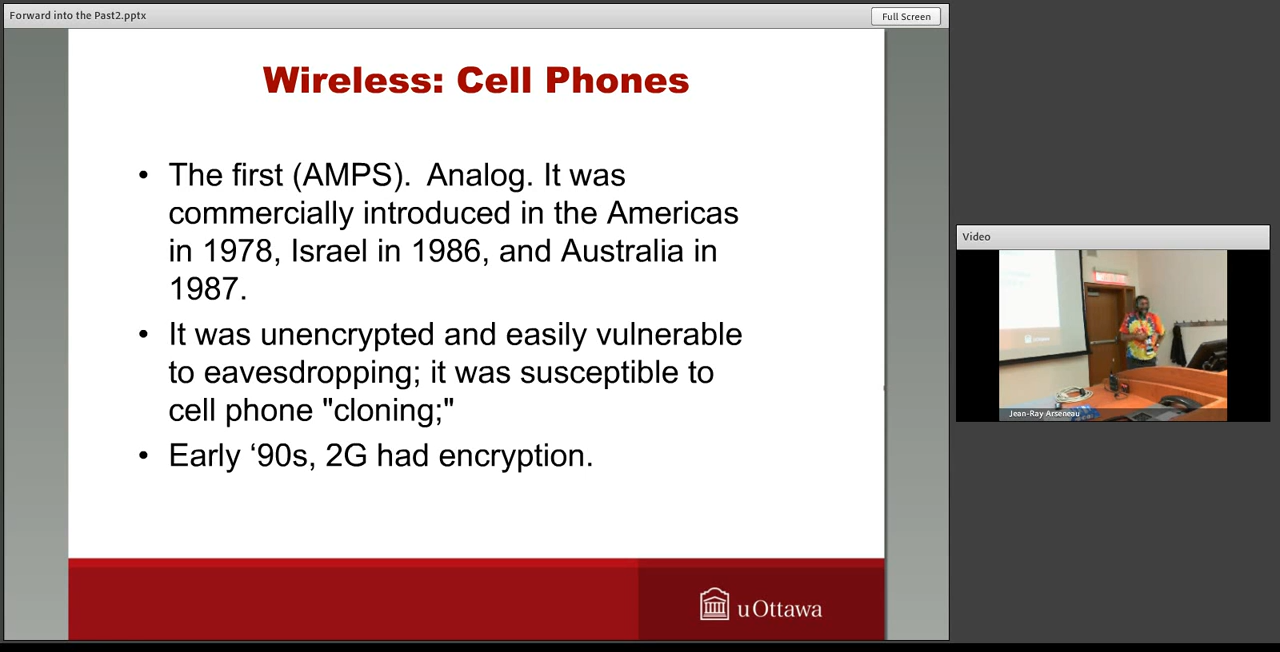 Forward into the Past2.pptx
Full Screen
Wireless: Cell Phones
• The first (AMPS).  Analog. It was
commercially introduced in the Americas
in 1978, Israel in 1986, and Australia in
1987.
• It was unencrypted and easily vulnerable
to eavesdropping; it was susceptible to
cell phone "cloning;"
• Early ‘90s, 2G had encryption.
uOttawa
Video
Jean-Ray Arseneau